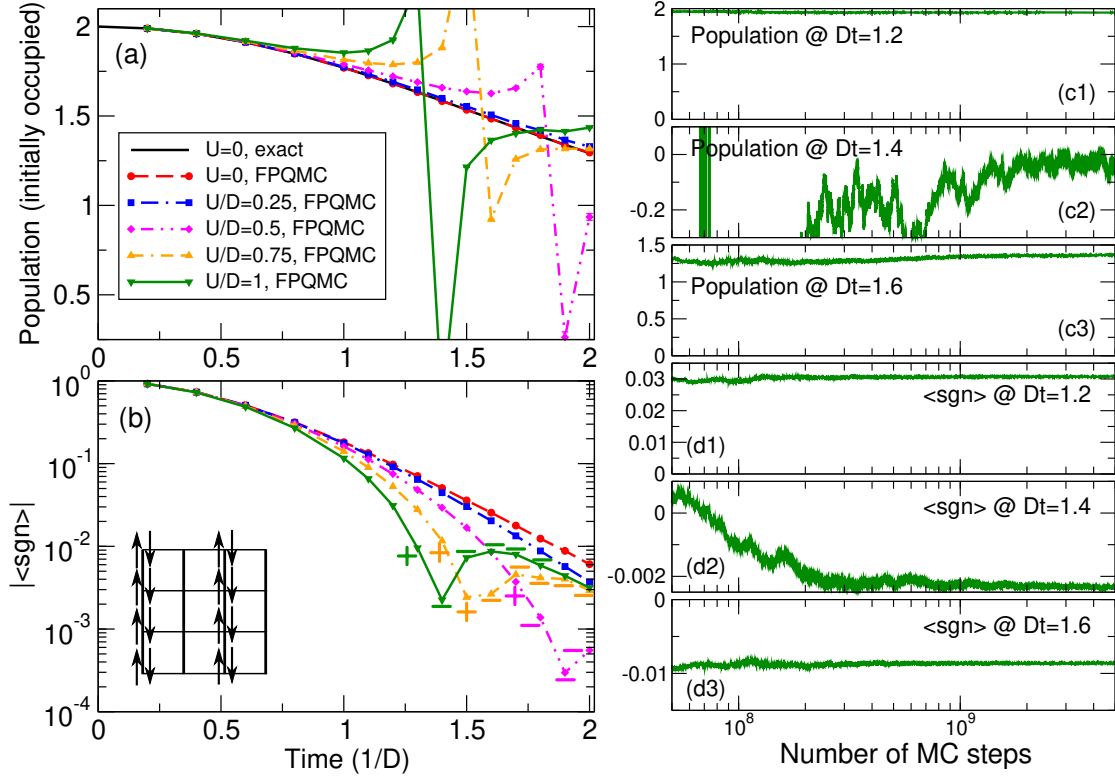 Population (initially occupied)
2
1.5
1
0.5
(a)
U=0, exact
U=0, FPQMC
U/D=0.25, FPQMC
U/D=0.5, FPQMC
U/D=0.75, FPQMC
U/D=1, FPQMC
0
0.5
1
1.5
2
|<sgn>|
10^0
10^-1
10^-2
10^-3
10^-4
(b)
0
0.5
1
1.5
2
Time (1/D)
2
1
0
Population @ Dt=1.2
(c1)
0
-0.2
Population @ Dt=1.4
(c2)
1.5
1.25
0.5
0
Population @ Dt=1.6
(c3)
0.03
0.02
0.01
0
<sgn> @ Dt=1.2
(d1)
0
-0.002
<sgn> @ Dt=1.4
(d2)
0
-0.01
<sgn> @ Dt=1.6
(d3)
10^8
10^9
Number of MC steps